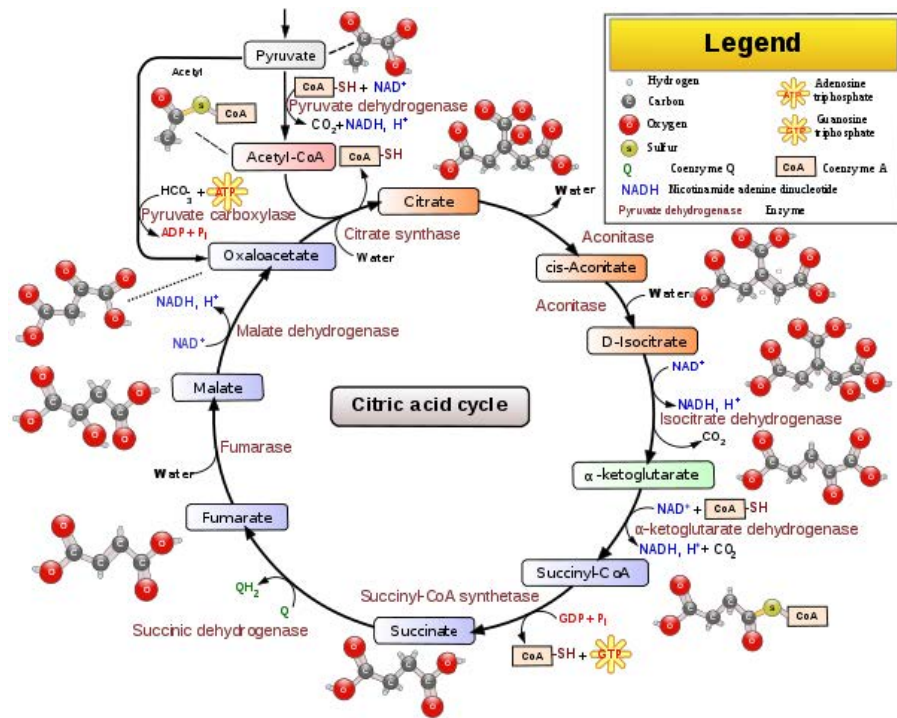 Legend
Hydrogen
Carbon
Oxygen
Sulfur
Q Coenzyme Q
NADH Nicotinamide adenine dinucleotide
Pyruvate dehydrogenase Enzyme
ATP Adenosine
triphosphate
GTP Guanosine
triphosphate
CoA Coenzyme A
Pyruvate
Acetyl
CoA
CoA-SH + NAD+
Pyruvate dehydrogenase
CO2+NADH, H+
Acetyl-CoA
CoA-SH
HCO3- + ATP
Pyruvate carboxylase
ADP + Pi
Oxaloacetate
Citrate
Citrate synthase
Water
Water
Aconitase
cis-Aconitate
Aconitase
Water
D-Isocitrate
NAD+
NADH, H+
Isocitrate dehydrogenase
CO2
α-ketoglutarate
NAD+ + CoA-SH
α-ketoglutarate dehydrogenase
NADH, H+ + CO2
Succinyl-CoA
S CoA
Succinyl-CoA synthetase
GDP + Pi
CoA-SH + GTP
Succinate
Succinic dehydrogenase
Q
QH2
Fumarate
Water
Fumarase
Malate
NAD+
NADH, H+
Malate dehydrogenase
Citric acid cycle